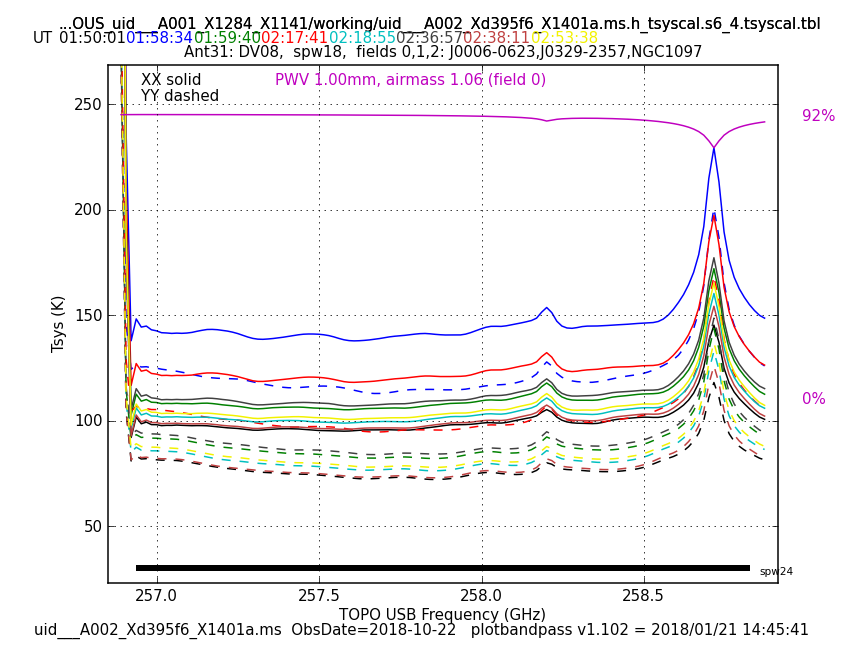 ...OUS_uid___A001_X1284_X1141/working/uid___A002_Xd395f6_X1401a.ms.h_tsyscal.s6_4.tsyscal.tbl
UT 01:50:01 01:58:34 01:59:40 02:17:41 02:18:55 02:36:57 02:38:11 02:53:38
Ant31: DV08,  spw18,  fields 0,1,2: J0006-0623,J0329-2357,NGC1097
XX solid
YY dashed
PWV 1.00mm, airmass 1.06 (field 0)
250
200
150
100
50
Tsys (K)
92%
0%
spw24
257.0
257.5
258.0
258.5
TOPO USB Frequency (GHz)
uid___A002_Xd395f6_X1401a.ms  ObsDate=2018-10-22   plotbandpass v1.102 = 2018/01/21 14:45:41